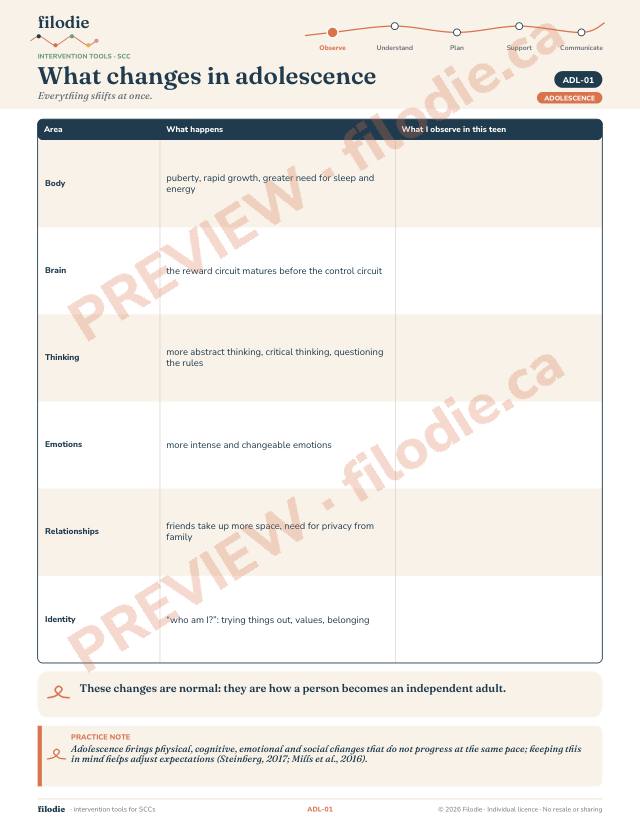 filodie
Observe Understand Plan Support Communicate
INTERVENTION TOOLS · SCC
What changes in adolescence
Everything shifts at once.
ADL-01
ADOLESCENCE
Area What happens What I observe in this teen
Body
puberty, rapid growth, greater need for sleep and
energy
Brain
the reward circuit matures before the control circuit
Thinking
more abstract thinking, critical thinking, questioning
the rules
Emotions
more intense and changeable emotions
Relationships
friends take up more space, need for privacy from
family
Identity
“who am I?”: trying things out, values, belonging
PREVIEW · filodie.ca
PREVIEW · filodie.ca
These changes are normal: they are how a person becomes an independent adult.
PRACTICE NOTE
Adolescence brings physical, cognitive, emotional and social changes that do not progress at the same pace; keeping this
in mind helps adjust expectations (Steinberg, 2017; Mills et al., 2016).
filodie · intervention tools for SCCs ADL-01 © 2026 Filodie · Individual licence · No resale or sharing